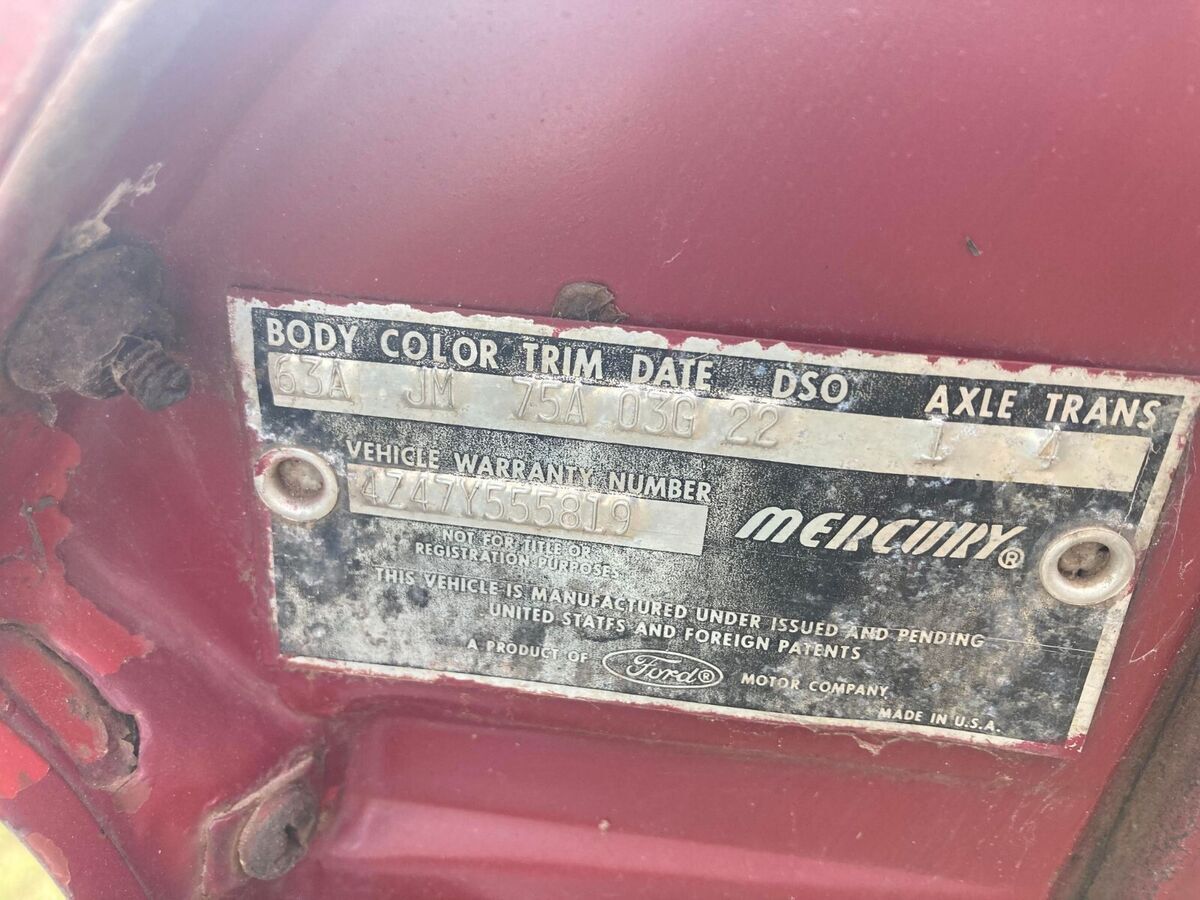 BODY COLOR TRIM DATE DSO AXLE TRANS
63A JM 75A 03G 22 1 4
VEHICLE WARRANTY NUMBER
4Z47Y555819
MERCURY®
NOT FOR TITLE OR
REGISTRATION PURPOSES
THIS VEHICLE IS MANUFACTURED UNDER ISSUED AND PENDING
UNITED STATES AND FOREIGN PATENTS
A PRODUCT OF Ford® MOTOR COMPANY
MADE IN U.S.A.